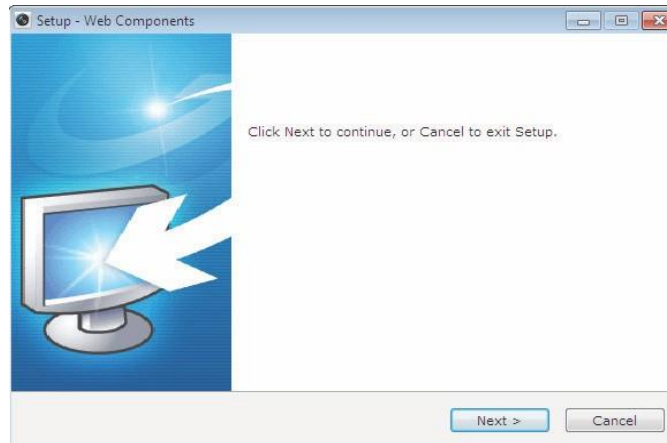 Setup - Web Components
Click Next to continue, or Cancel to exit Setup.
Next >
Cancel